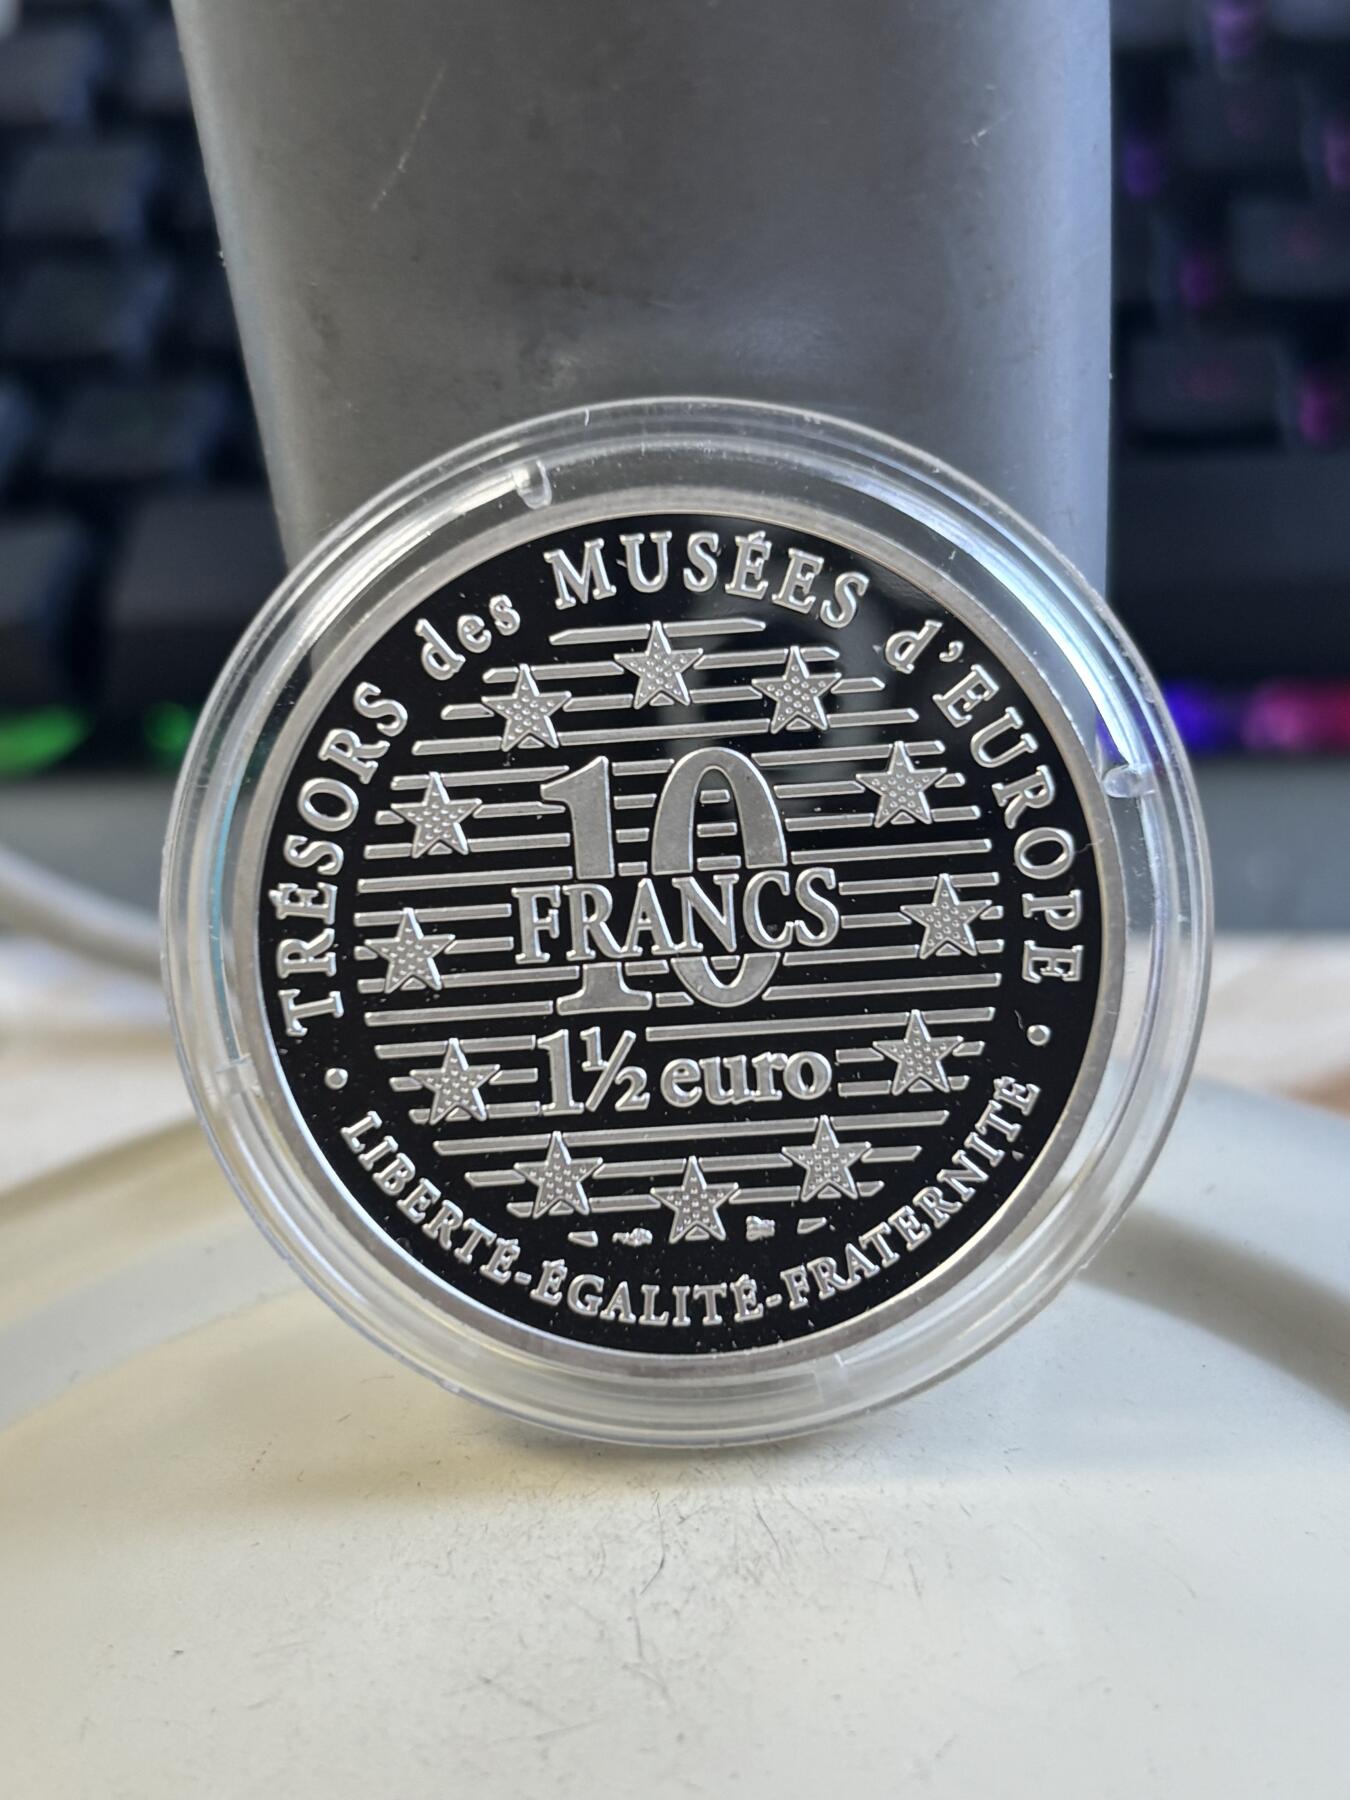 TRÉSORS des MUSÉES d'EUROPE
10
FRANCS
1½ euro
LIBERTÉ-ÉGALITÉ-FRATERNITÉ